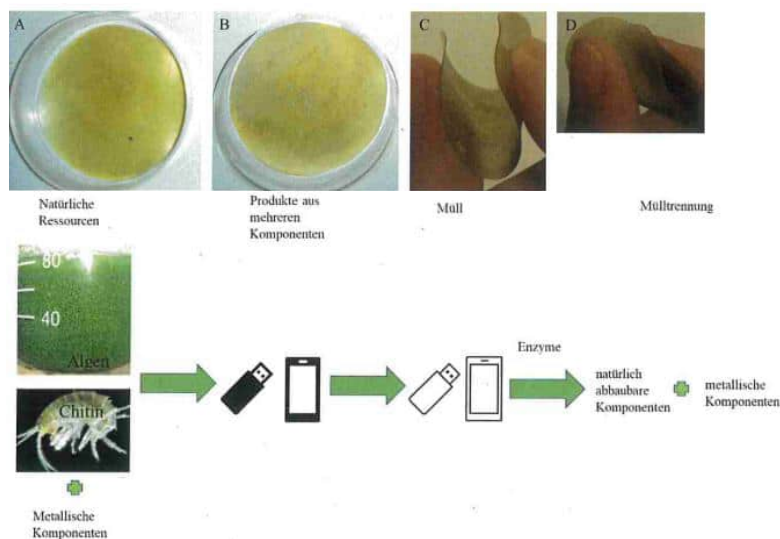 A
B
C
D
Natürliche
Ressourcen
Produkte aus
mehreren
Komponenten
Müll
Mülltrennung
80
40
Algen
Chitin
Metallische
Komponenten
Enzyme
natürlich
abbaubare
Komponenten
metallische
Komponenten